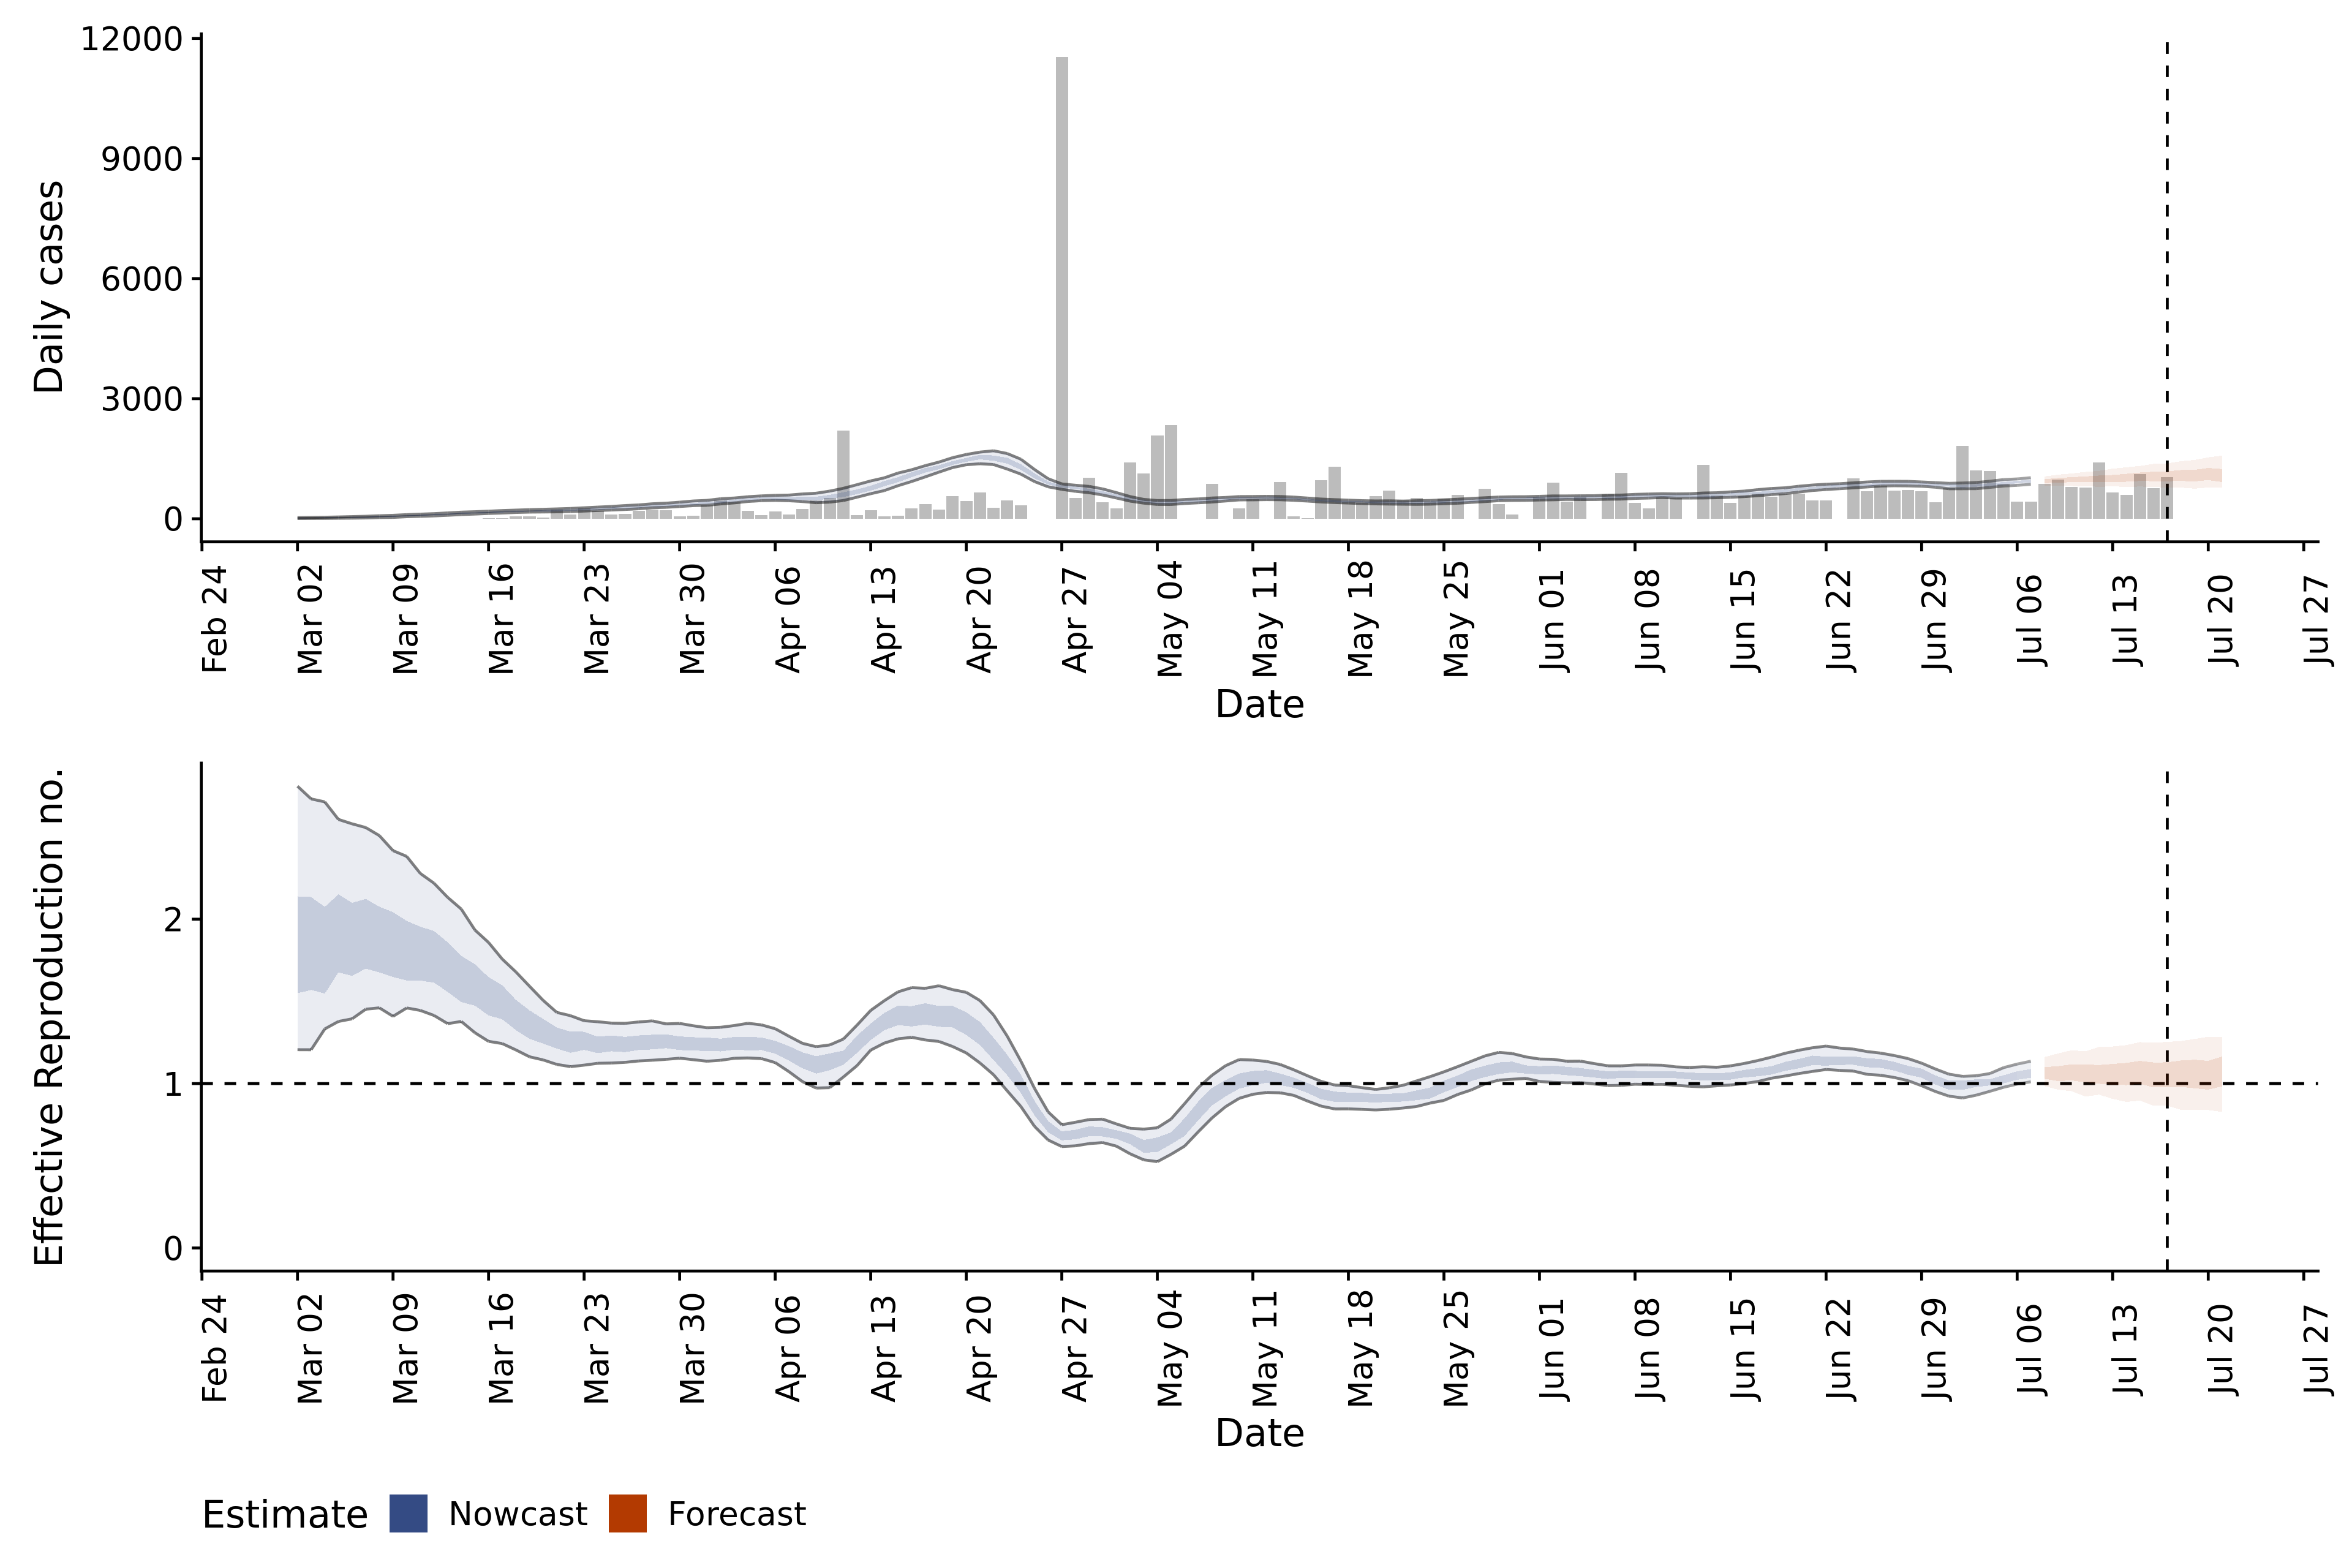 Daily cases
12000
9000
6000
3000
0
Feb 24 Mar 02 Mar 09 Mar 16 Mar 23 Mar 30 Apr 06 Apr 13 Apr 20 Apr 27 May 04 May 11 May 18 May 25 Jun 01 Jun 08 Jun 15 Jun 22 Jun 29 Jul 06 Jul 13 Jul 20 Jul 27
Date
Effective Reproduction no.
2
1
0
Feb 24 Mar 02 Mar 09 Mar 16 Mar 23 Mar 30 Apr 06 Apr 13 Apr 20 Apr 27 May 04 May 11 May 18 May 25 Jun 01 Jun 08 Jun 15 Jun 22 Jun 29 Jul 06 Jul 13 Jul 20 Jul 27
Date
Estimate Nowcast Forecast